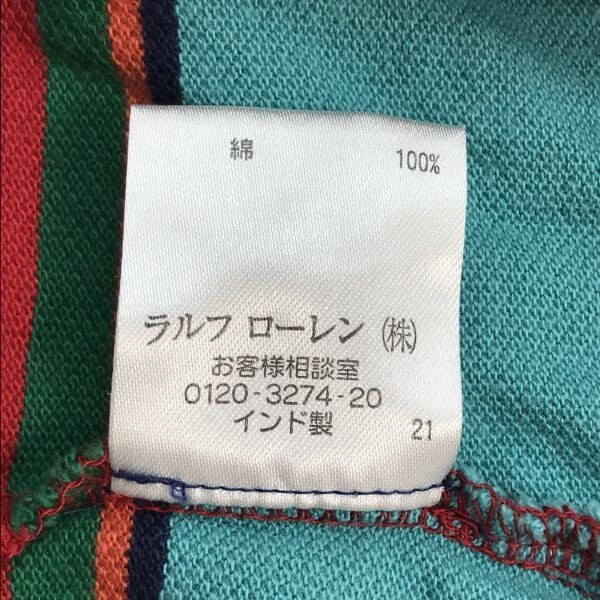 綿 100%
ラルフ ローレン (株)
お客様相談室
0120-3274-20
インド製 21